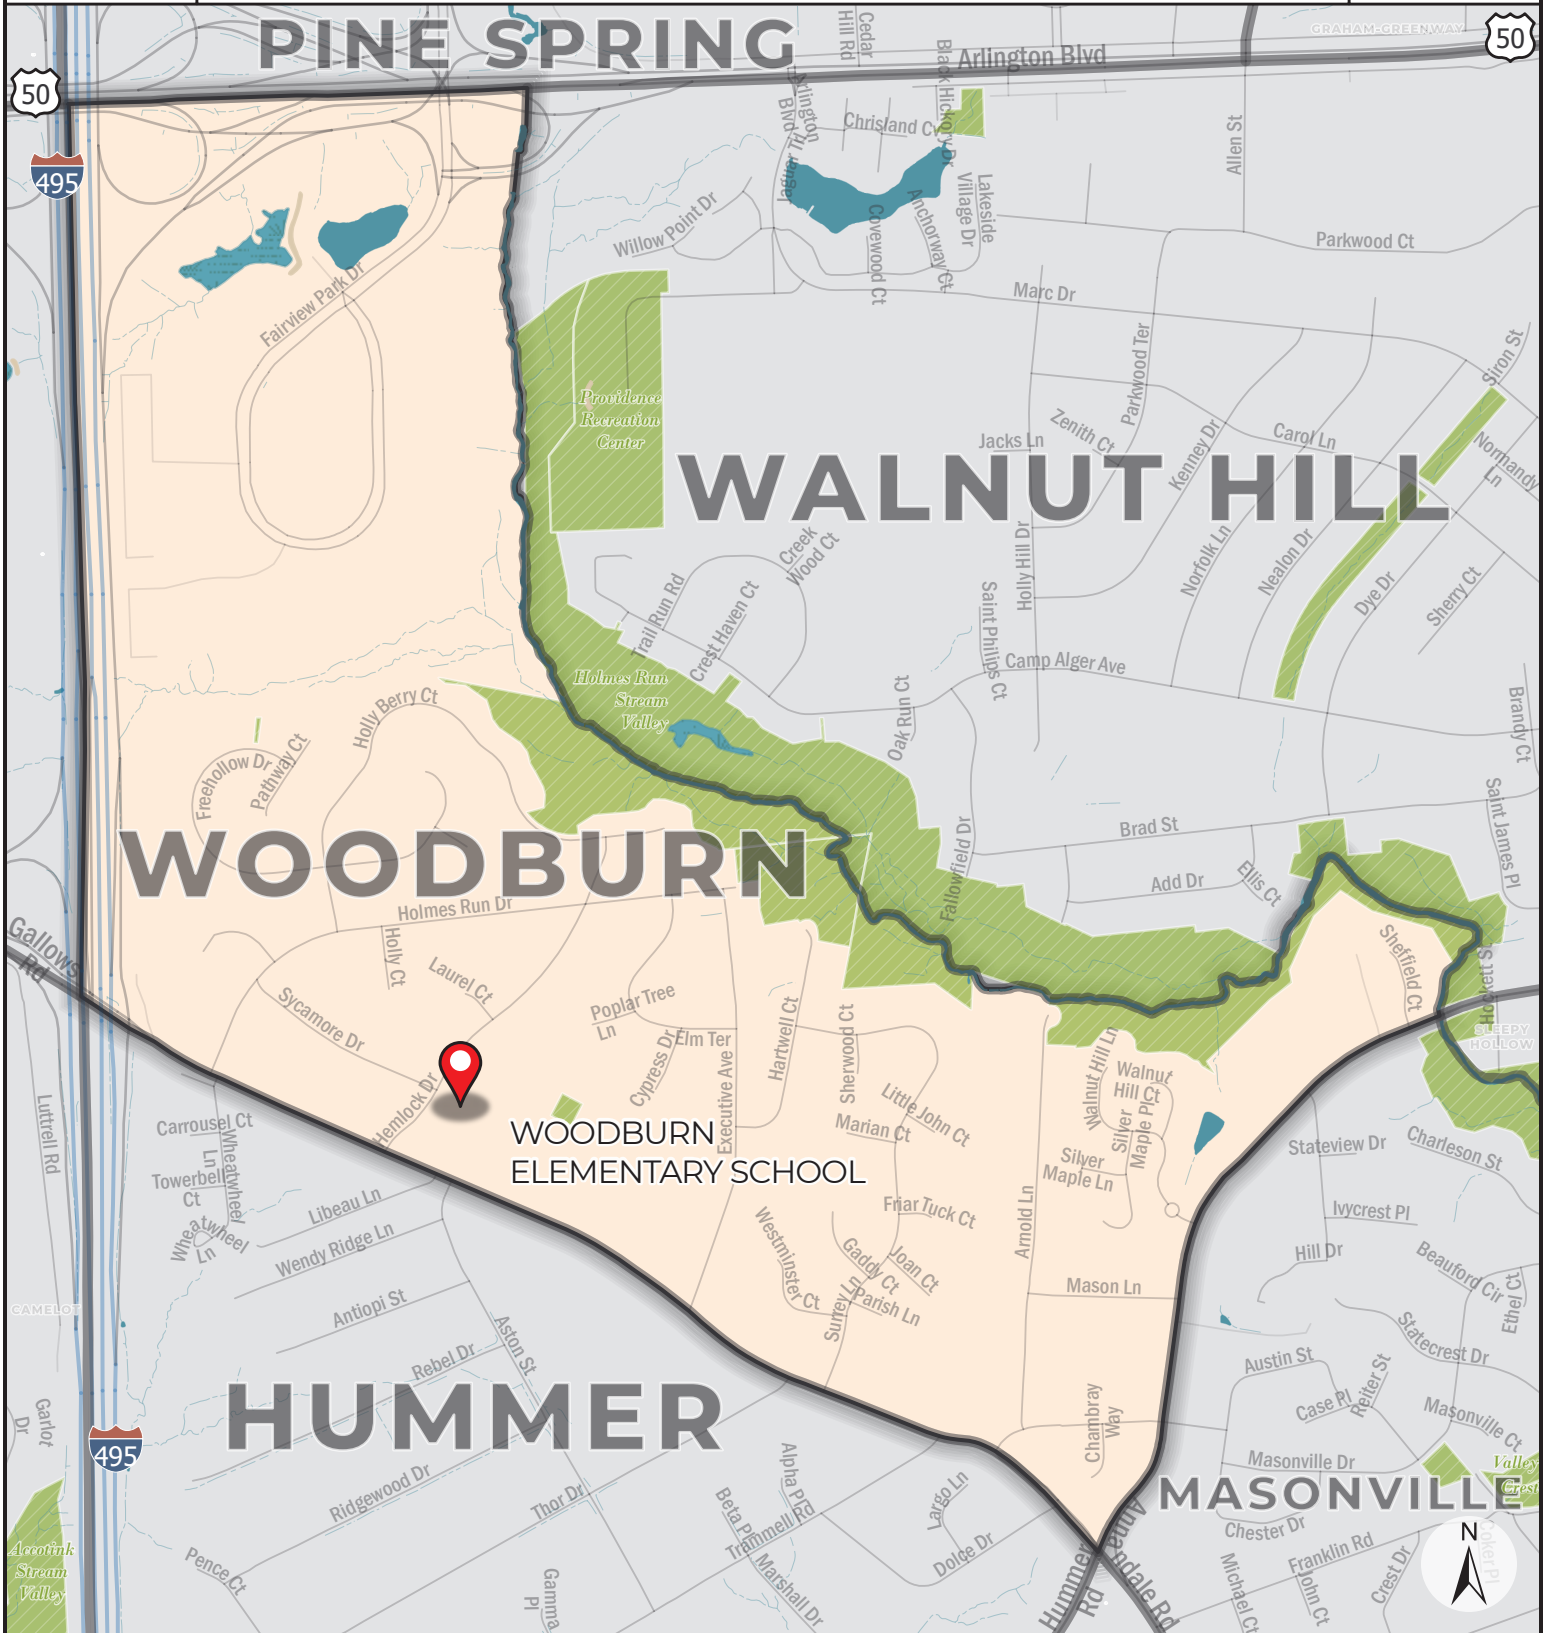 PINE SPRING
GRAHAM-GREENWAY
50
Cedar
Hill Rd
Black Hickory Dr
Arlington Blvd
50
Arlington
Blvd
Jaguar Trl
Chrisland Cv
Allen St
495
Lakeside
Village Dr
Anchorway Ct
Covewood Ct
Willow Point Dr
Parkwood Ct
Fairview Park Dr
Marc Dr
Parkwood Ter
Siron St
Providence
Recreation
Center
Zenith Ct
Jacks Ln
Kenney Dr
Carol Ln
Normandy
Ln
WALNUT HILL
Creek
Wood Ct
Holly Hill Dr
Norfolk Ln
Nealon Dr
Dye Dr
Sherry Ct
Trail Run Rd
Crest Haven Ct
Saint Philips Ct
Camp Alger Ave
Holmes Run
Stream
Valley
Oak Run Ct
Brandy Ct
Holly Berry Ct
Freehollow Dr
Pathway Ct
Saint James Pl
WOODBURN
Brad St
Fallowfield Dr
Add Dr
Ellis Ct
Holmes Run Dr
Gallows
Rd
Holly Ct
Laurel Ct
Sheffield Ct
Hockett St
Sycamore Dr
Poplar Tree
Ln
Elm Ter
Cypress Dr
Executive Ave
Hartwell Ct
Sherwood Ct
SLEEPY
HOLLOW
Walnut Hill Ln
Walnut
Hill Ct
Silver
Maple Pl
Little John Ct
Marian Ct
Hemlock Dr
WOODBURN
ELEMENTARY SCHOOL
Luttrell Rd
Carrousel Ct
Wheatwheel
Ln
Towerbell
Ct
Wheatwheel
Ln
Libeau Ln
Wendy Ridge Ln
Silver
Maple Ln
Stateview Dr
Charleson St
Ivycrest Pl
Friar Tuck Ct
Arnold Ln
Westminster Ct
Gaddy Ct
Joan Ct
Surrey Ln
Parish Ln
Mason Ln
Hill Dr
Beauford Cir
Ethel Ct
CAMELOT
Antiopi St
Aston St
Rebel Dr
Statecrest Dr
Austin St
Case Pl
Reiter St
Masonville Ct
Garlot
Dr
HUMMER
Chambray
Way
495
Masonville Dr
Valley
Crest
MASONVILLE
Alpha Pl
Beta Pl
Trammell Rd
Largo Ln
Ridgewood Dr
Thor Dr
Chester Dr
N
Accotink
Stream
Valley
Pence Ct
Dolce Dr
Marshall Dr
Gamma
Pl
Hummer
Rd
Annandale Rd
Franklin Rd
Michael Ct
John Ct
Crest Dr
Coker Pl